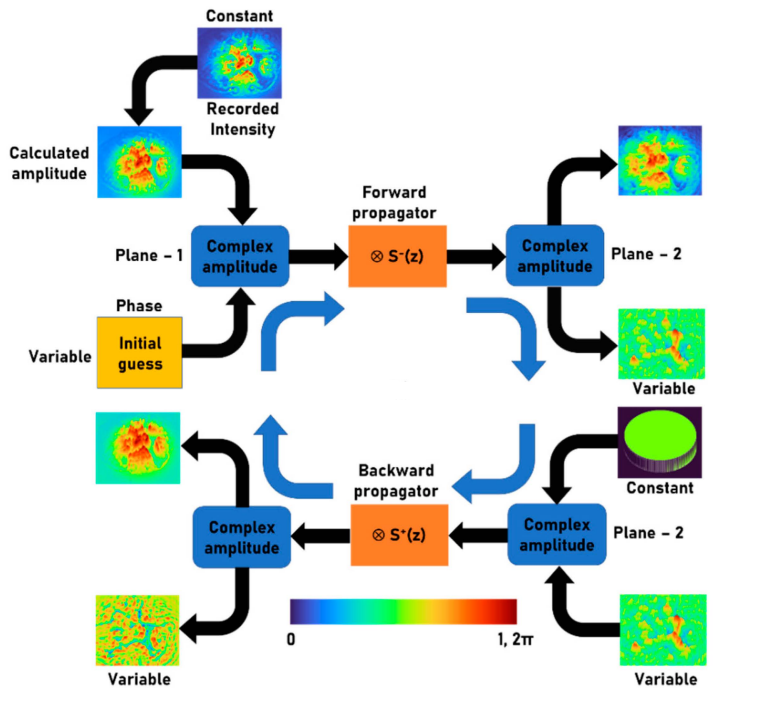 Constant
Recorded
Intensity
Calculated
amplitude
Forward
propagator
Plane – 1
Complex
amplitude
⊗ S⁻(z)
Complex
amplitude
Plane – 2
Phase
Variable
Initial
guess
Variable
Constant
Backward
propagator
Complex
amplitude
⊗ S⁺(z)
Complex
amplitude
Plane – 2
0
1, 2π
Variable
Variable